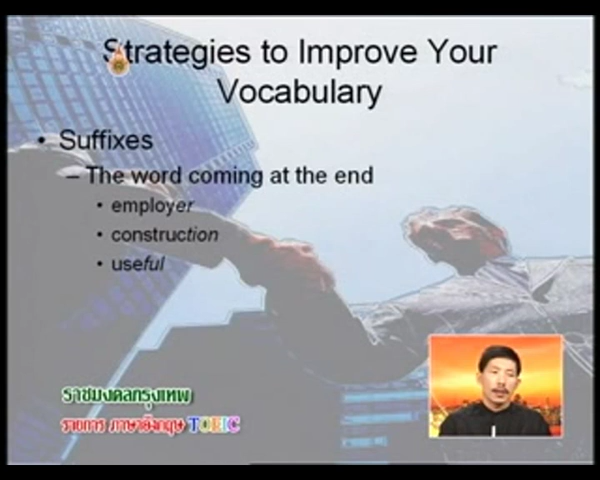 Strategies to Improve Your
Vocabulary
• Suffixes
– The word coming at the end
• employer
• construction
• useful
ราชมงคลกรุงเทพ
รายการ ภาษาอังกฤษ TOEIC